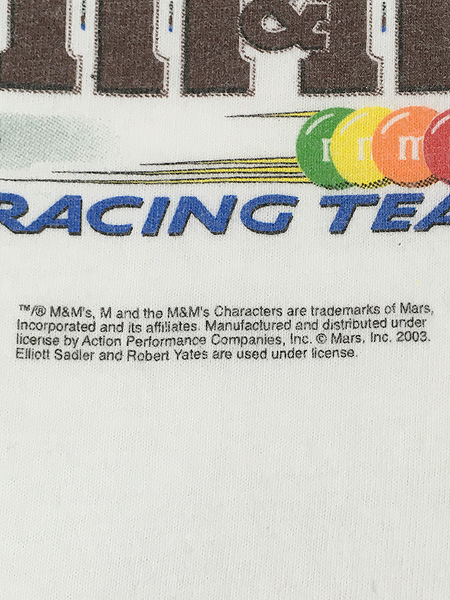 &
m m
RACING TEA
™/® M&M's, M and the M&M's Characters are trademarks of Mars,
Incorporated and its affiliates. Manufactured and distributed under
license by Action Performance Companies, Inc. © Mars, Inc. 2003.
Elliott Sadler and Robert Yates are used under license.